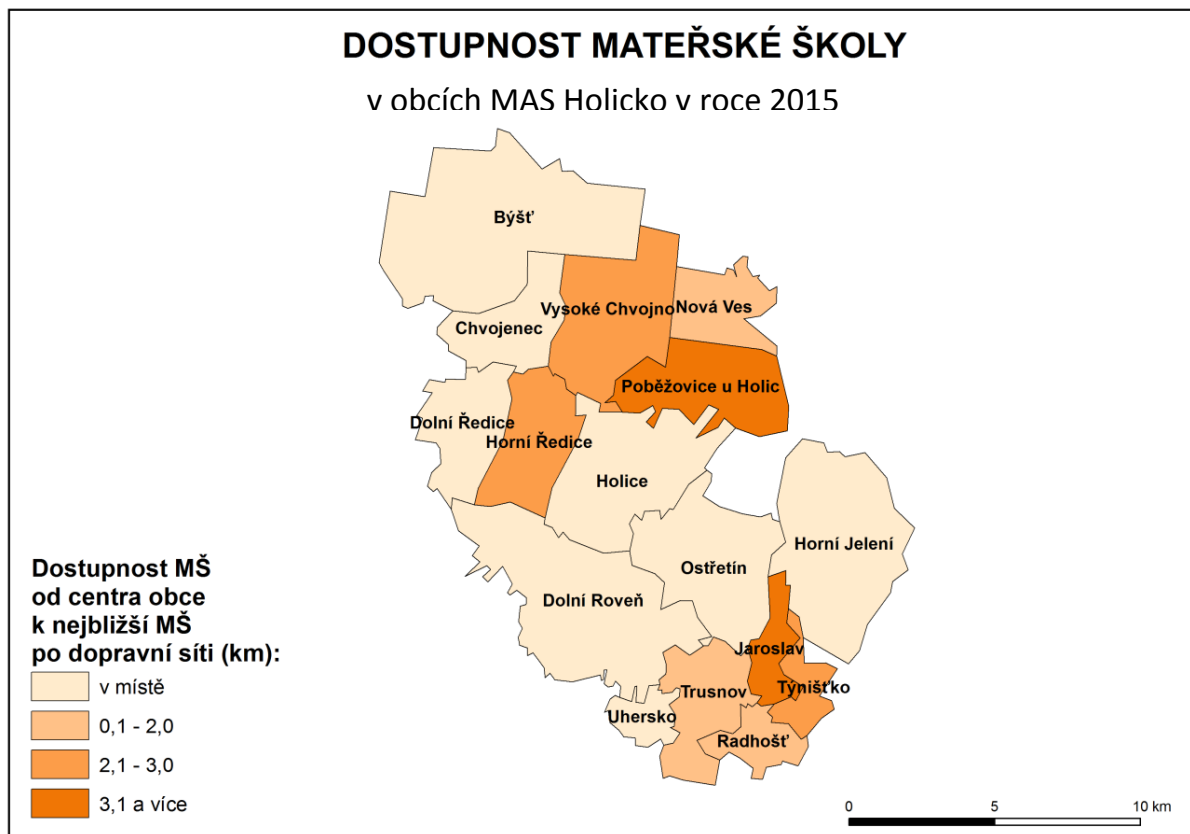 DOSTUPNOST MATEŘSKÉ ŠKOLY
v obcích MAS Holicko v roce 2015
Býšť
Vysoké Chvojno
Nová Ves
Chvojenec
Poběžovice u Holic
Dolní Ředice
Horní Ředice
Holice
Horní Jelení
Ostřetín
Dolní Roveň
Jaroslav
Týnišťko
Trusnov
Uhersko
Radhošť
Dostupnost MŠ
od centra obce
k nejbližší MŠ
po dopravní síti (km):
v místě
0,1 - 2,0
2,1 - 3,0
3,1 a více
0 5 10 km